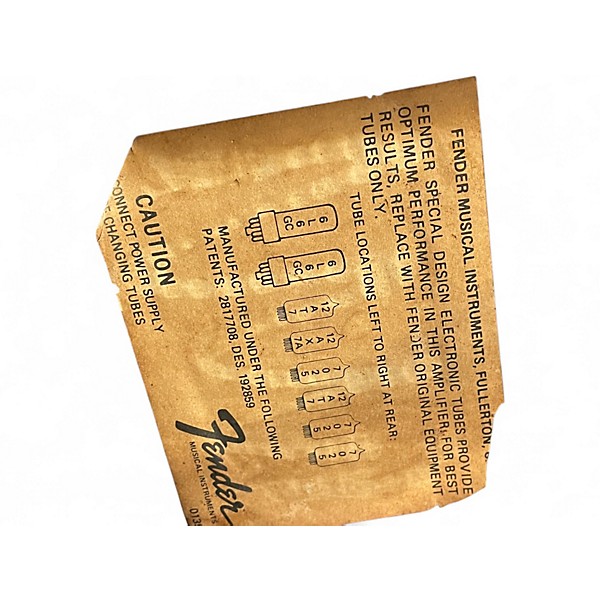 FENDER MUSICAL INSTRUMENTS, FULLERTON,
FENDER SPECIAL DESIGN ELECTRONIC TUBES PROVIDE
OPTIMUM PERFORMANCE IN THIS AMPLIFIER, FOR BEST
RESULTS, REPLACE WITH FENDER ORIGINAL EQUIPMENT
TUBES ONLY.
TUBE LOCATIONS LEFT TO RIGHT AT REAR:
6L6GC 6L6GC 12AT7 12AX7A 7025 12AT7 7025 7025
MANUFACTURED UNDER THE FOLLOWING
PATENTS: 2817708, DES. 192859
CAUTION
CONNECT POWER SUPPLY
CHANGING TUBES
Fender
MUSICAL INSTRUMENTS